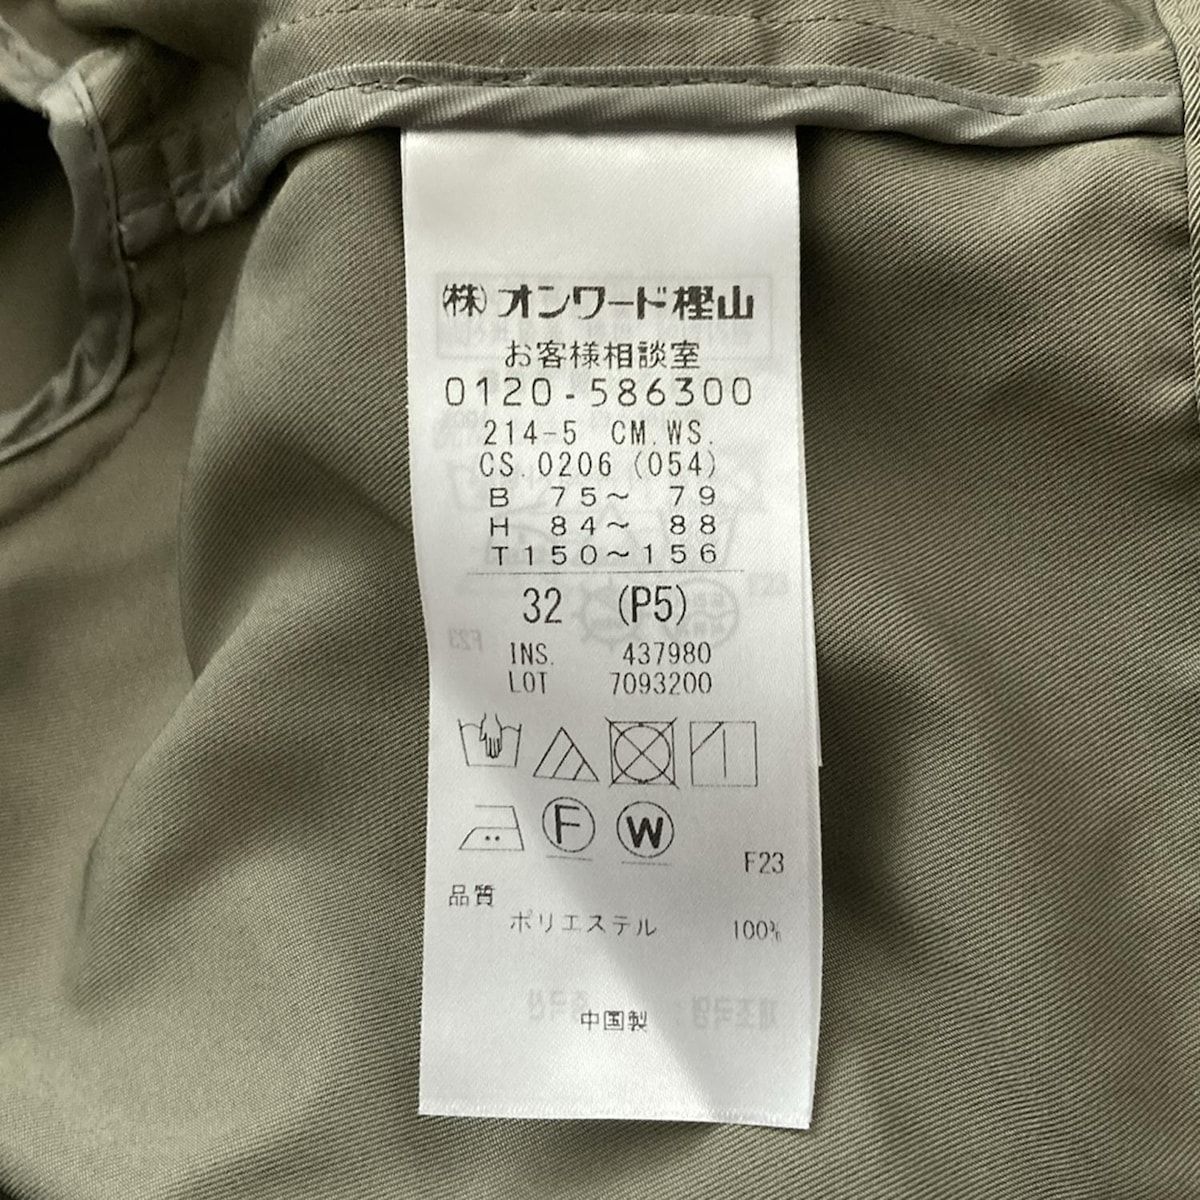 ㈱オンワード樫山
お客様相談室
0120-586300
214-5 CM.WS.
CS.0206 (054)
B 75～ 79
H 84～ 88
T150～156
32 (P5)
INS. 437980
LOT 7093200
F
W
F23
品質
ポリエステル 100%
中国製